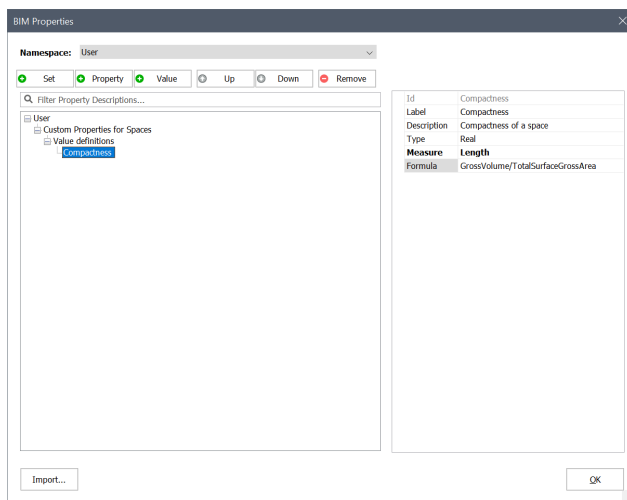 BIM Properties
Namespace: User
Set Property Value Up Down Remove
Filter Property Descriptions...
User
Custom Properties for Spaces
Value definitions
Compactness
Id Compactness
Label Compactness
Description Compactness of a space
Type Real
Measure Length
Formula GrossVolume/TotalSurfaceGrossArea
Import... OK